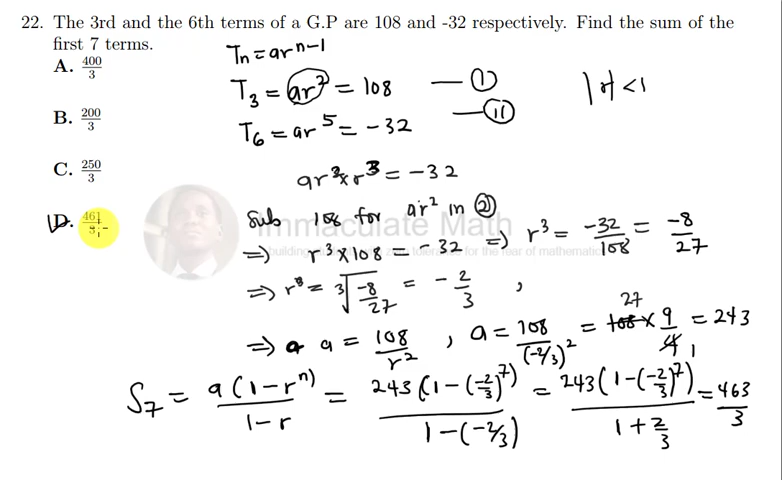 22. The 3rd and the 6th terms of a G.P are 108 and -32 respectively. Find the sum of the
first 7 terms.
Tn = ar^n-1
A. 400/3
T3 = ar^2 = 108 — (i)
|r| < 1
B. 200/3
T6 = ar^5 = -32 — (ii)
C. 250/3
ar^2 x r^3 = -32
D. 461/3
Sub 108 for ar^2 in (2)
Immaculate Math
=> r^3 x 108 = -32 => r^3 = -32/108 = -8/27
=> r = 3√(-8/27) = -2/3 ,
=> a = 108/r^2 , a = 108/(-2/3)^2 = 108 27 x 9/4 1 = 243
S7 = a(1-r^n)/1-r = 243(1-(-2/3)^7)/1-(-2/3) = 243(1-(-2/3)^7)/1+2/3 = 463/3